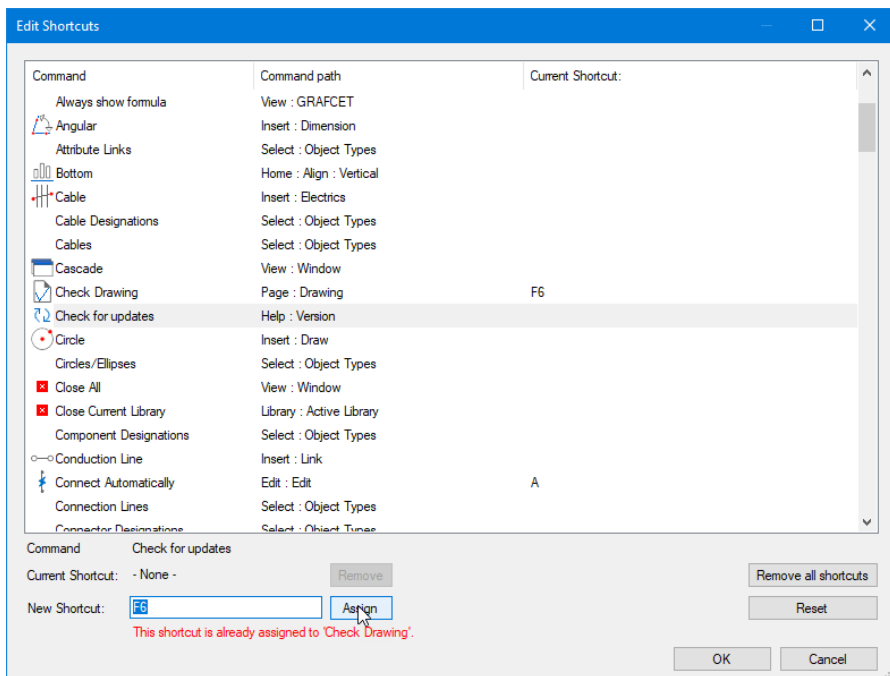 Edit Shortcuts
Command Command path Current Shortcut:
Always show formula View : GRAFCET
Angular Insert : Dimension
Attribute Links Select : Object Types
Bottom Home : Align : Vertical
Cable Insert : Electrics
Cable Designations Select : Object Types
Cables Select : Object Types
Cascade View : Window
Check Drawing Page : Drawing F6
Check for updates Help : Version
Circle Insert : Draw
Circles/Ellipses Select : Object Types
Close All View : Window
Close Current Library Library : Active Library
Component Designations Select : Object Types
Conduction Line Insert : Link
Connect Automatically Edit : Edit A
Connection Lines Select : Object Types
Connector Designations Select : Object Types
Command Check for updates
Current Shortcut: - None - Remove Remove all shortcuts
New Shortcut: F6 Assign Reset
This shortcut is already assigned to 'Check Drawing'.
OK Cancel